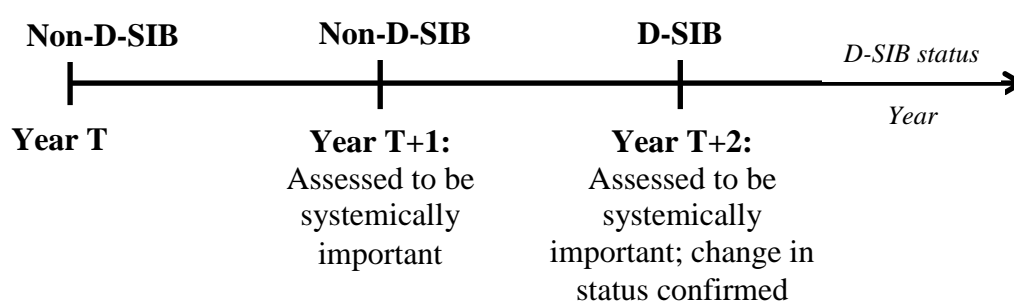 Non-D-SIB
Non-D-SIB
D-SIB
D-SIB status
Year
Year T
Year T+1:
Assessed to be
systemically
important
Year T+2:
Assessed to be
systemically
important; change in
status confirmed